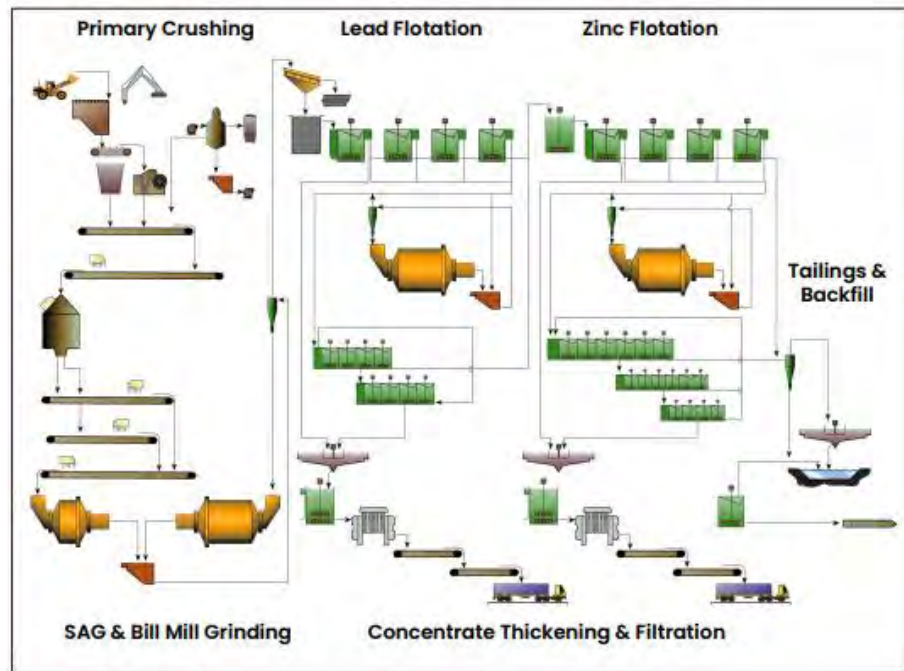 Primary Crushing
Lead Flotation
Zinc Flotation
Tailings &
Backfill
SAG & Bill Mill Grinding
Concentrate Thickening & Filtration